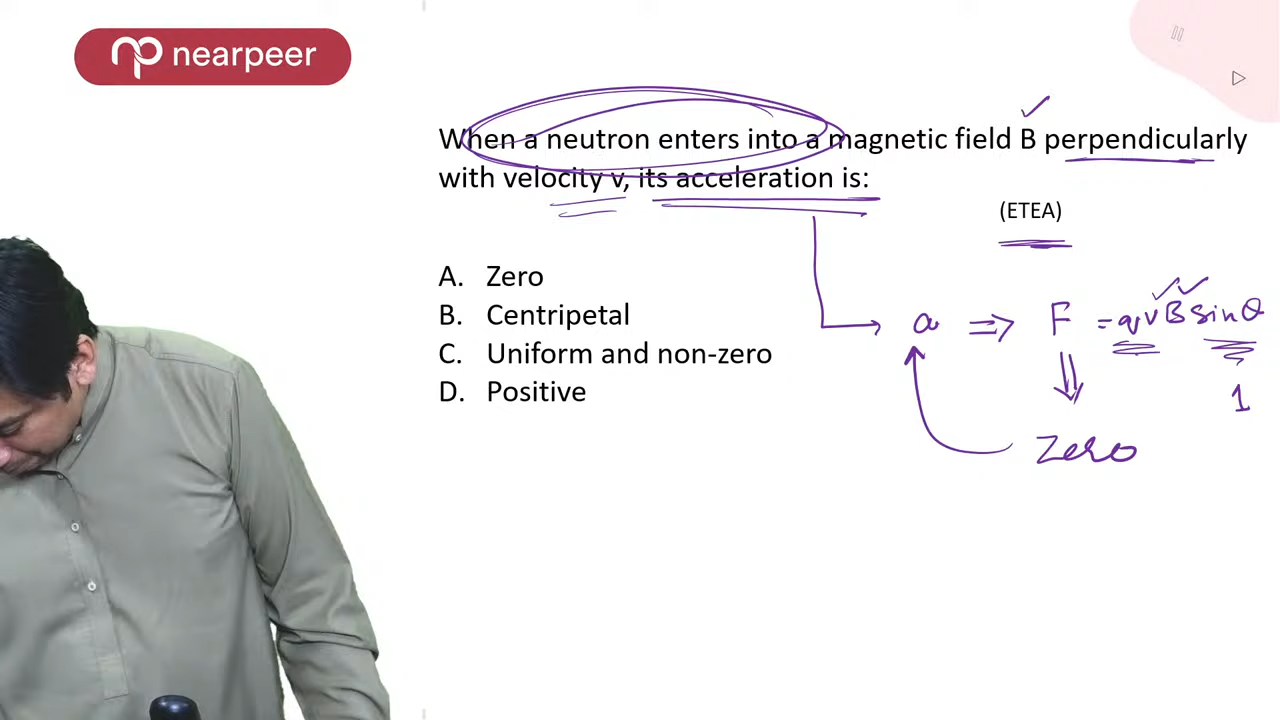 nearpeer
When a neutron enters into a magnetic field B perpendicularly
with velocity v, its acceleration is:
(ETEA)
A. Zero
B. Centripetal
C. Uniform and non-zero
D. Positive
a ⇒ F = qvB sinθ
1
Zero